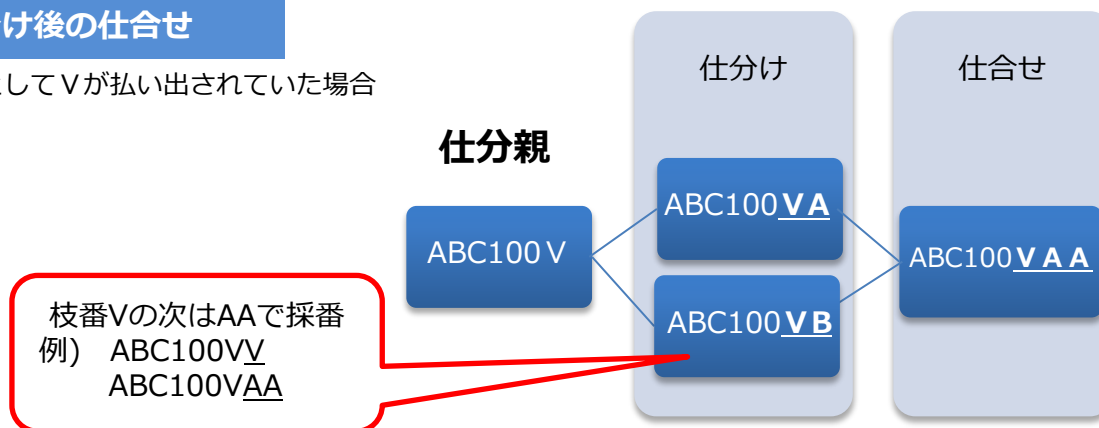 け後の仕合せ
してＶが払い出されていた場合
仕分け
仕合せ
仕分親
ABC100ＶＡ
ABC100Ｖ
ABC100ＶＡＡ
ABC100ＶＢ
枝番Vの次はAAで採番
例)　ABC100VV
ABC100VAA